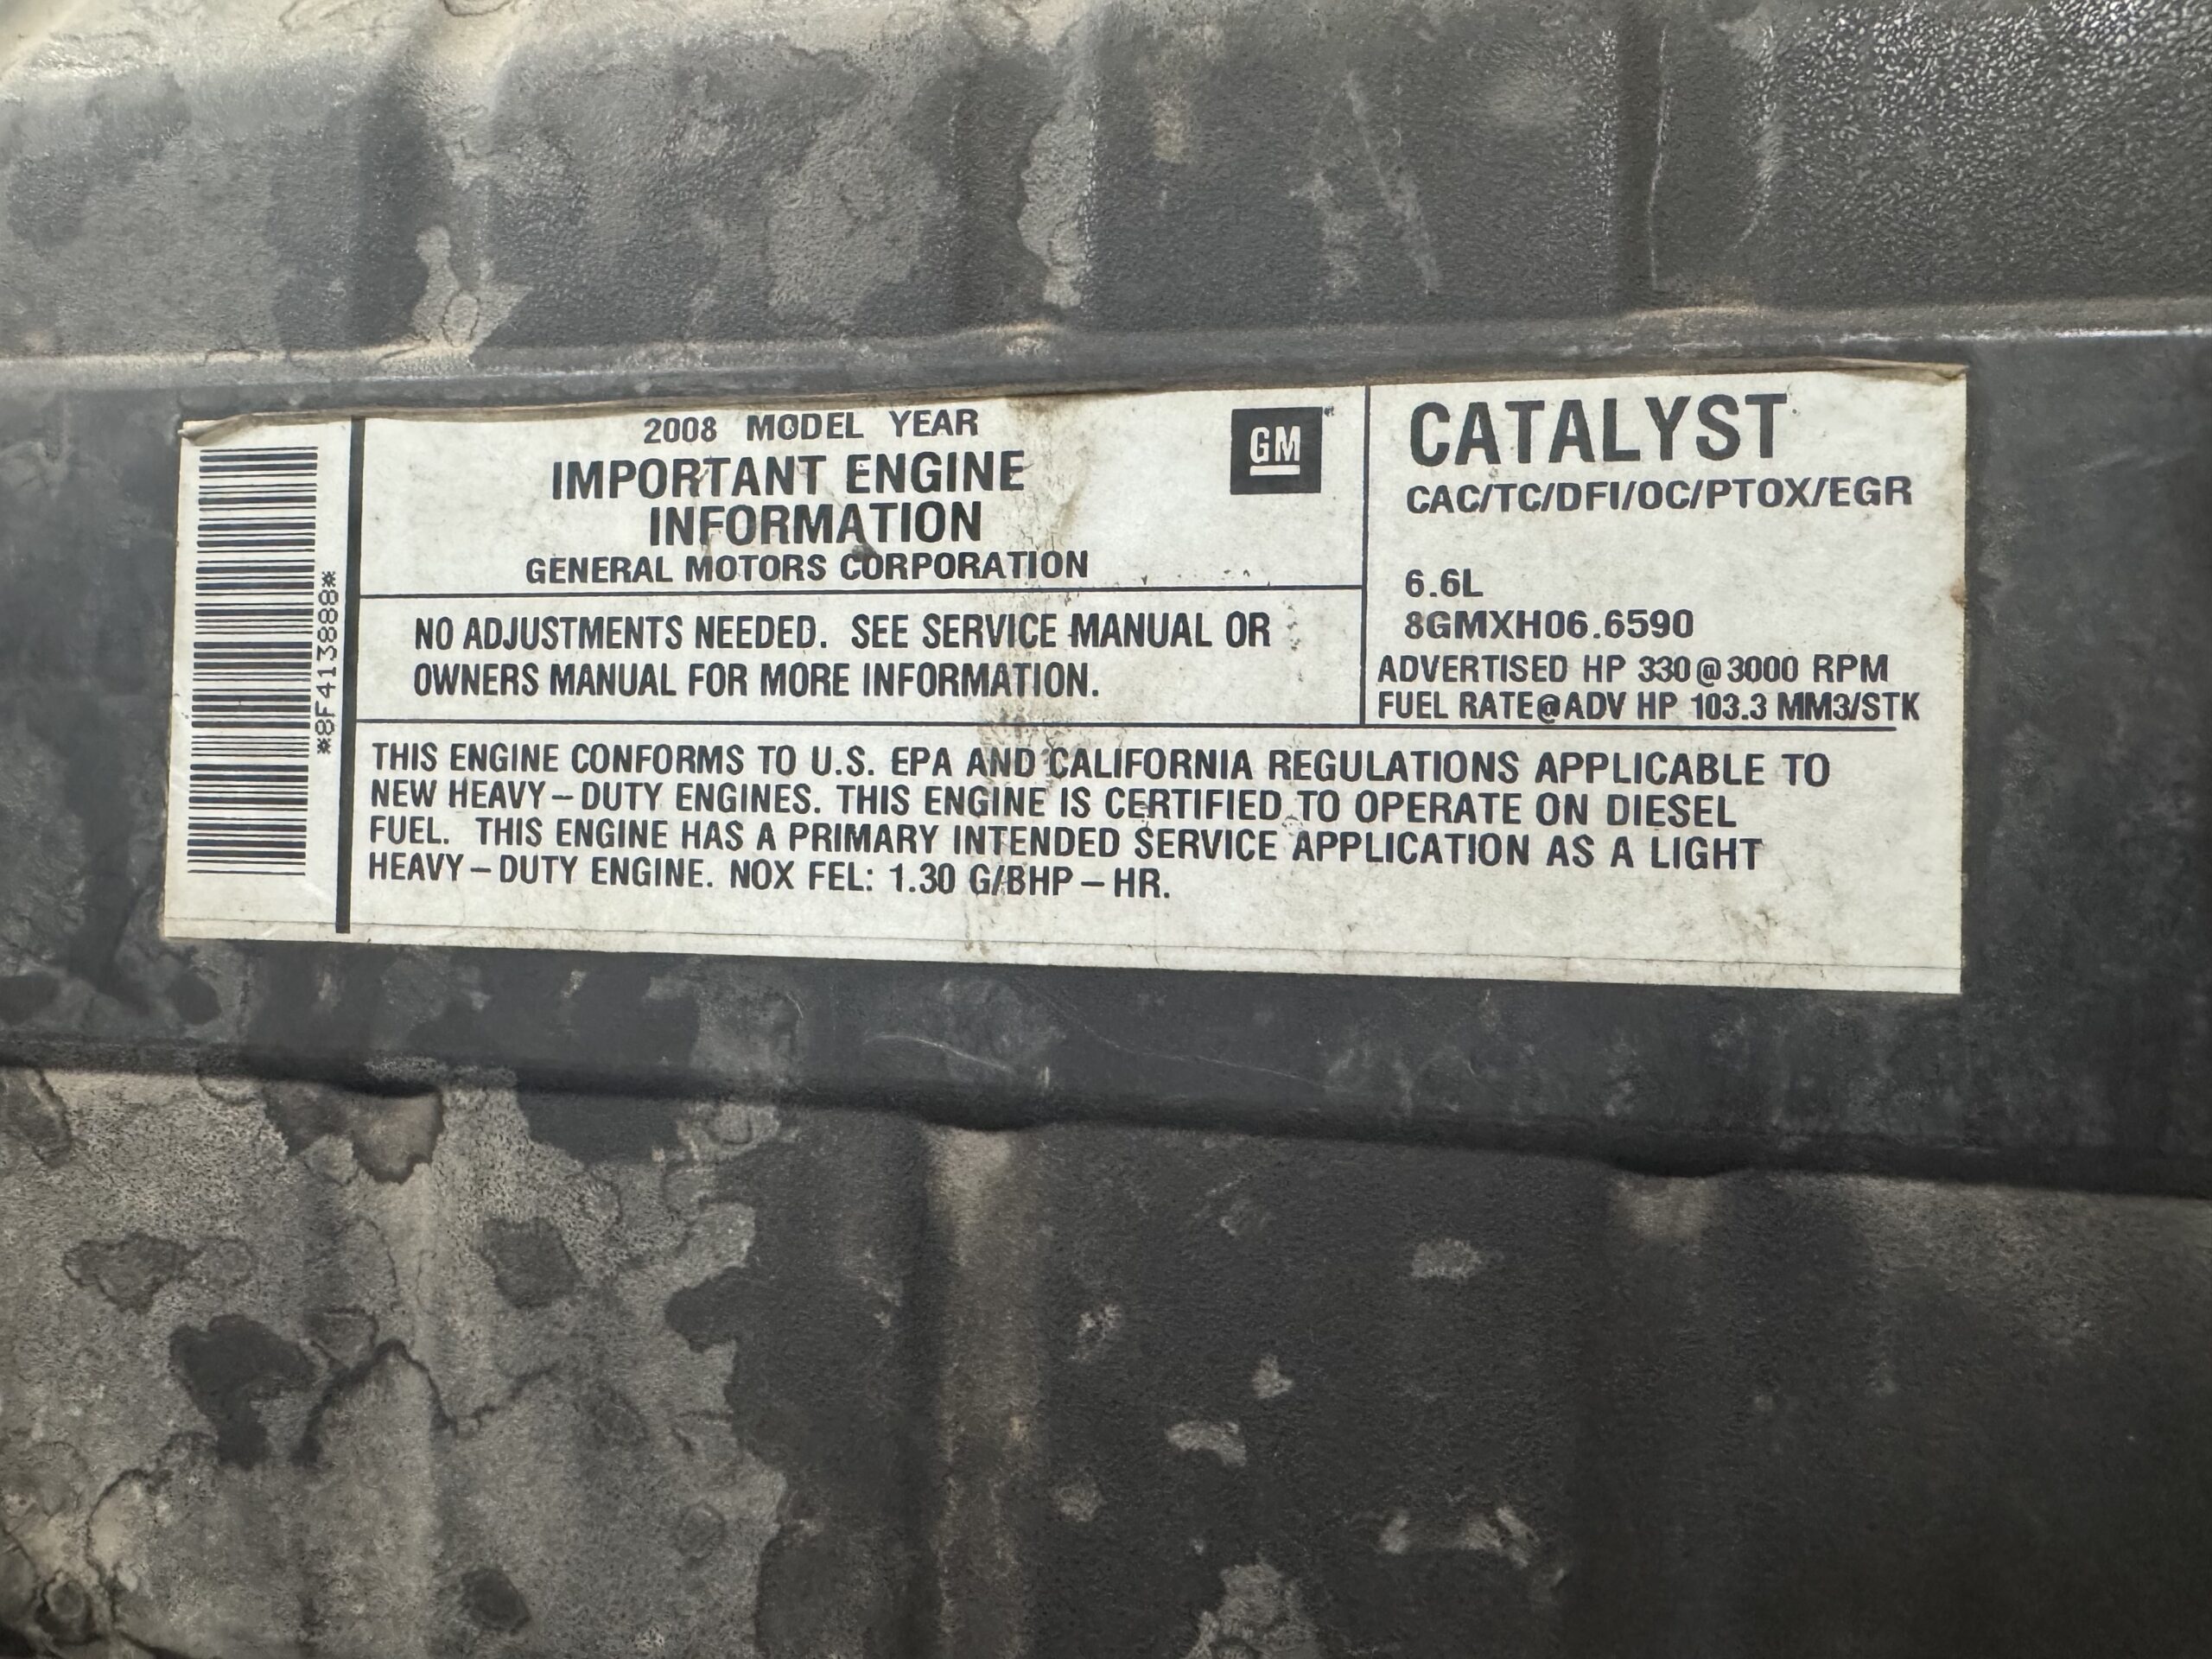 *8F413888*
2008 MODEL YEAR
IMPORTANT ENGINE
INFORMATION
GENERAL MOTORS CORPORATION
GM
NO ADJUSTMENTS NEEDED. SEE SERVICE MANUAL OR
OWNERS MANUAL FOR MORE INFORMATION.
CATALYST
CAC/TC/DFI/OC/PTOX/EGR
6.6L
8GMXH06.6590
ADVERTISED HP 330@3000 RPM
FUEL RATE@ADV HP 103.3 MM3/STK
THIS ENGINE CONFORMS TO U.S. EPA AND CALIFORNIA REGULATIONS APPLICABLE TO
NEW HEAVY-DUTY ENGINES. THIS ENGINE IS CERTIFIED TO OPERATE ON DIESEL
FUEL. THIS ENGINE HAS A PRIMARY INTENDED SERVICE APPLICATION AS A LIGHT
HEAVY-DUTY ENGINE. NOX FEL: 1.30 G/BHP-HR.